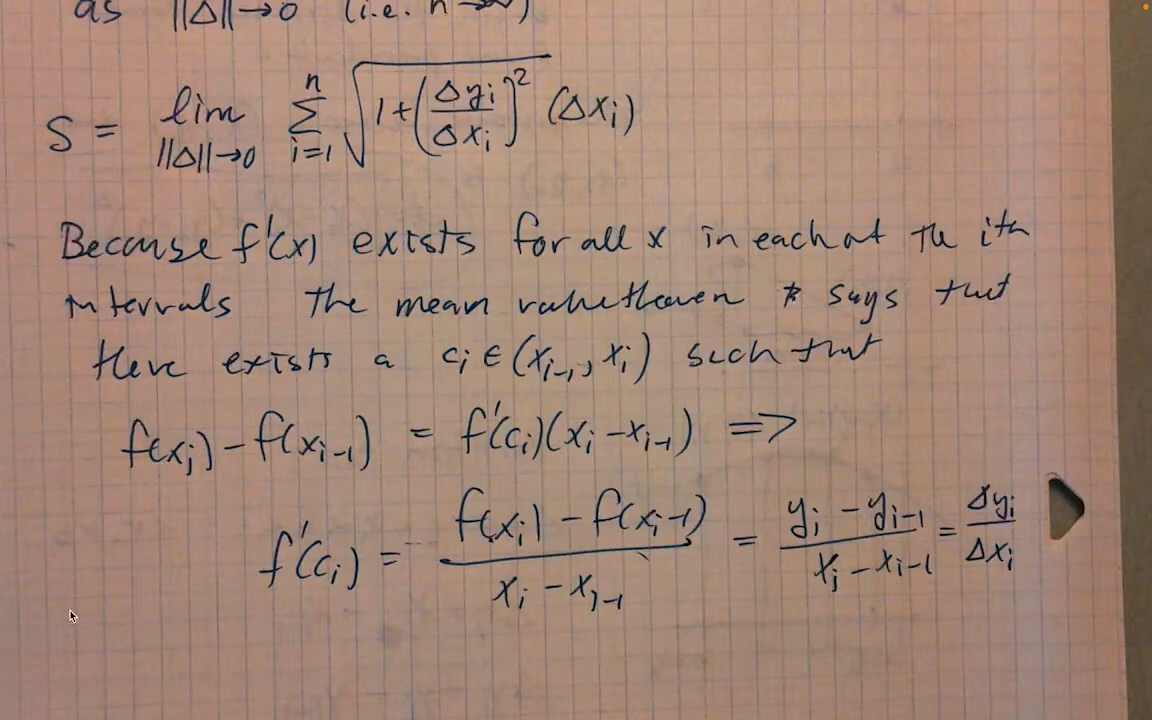 as ||Δ||→0 (i.e. n→∞)
S = lim ||Δ||→0 n Σ i=1 √(1+(Δyi/Δxi)²) (Δxi)
Because f'(x) exists for all x in each of the ith
intervals the mean value theorem says that
there exists a ci ∈ (xi-1, xi) such that
f(xi) - f(xi-1) = f'(ci)(xi - xi-1) =>
f'(ci) = (f(xi) - f(xi-1))/(xi - xi-1) = (yi - yi-1)/(xi - xi-1) = Δyi/Δxi